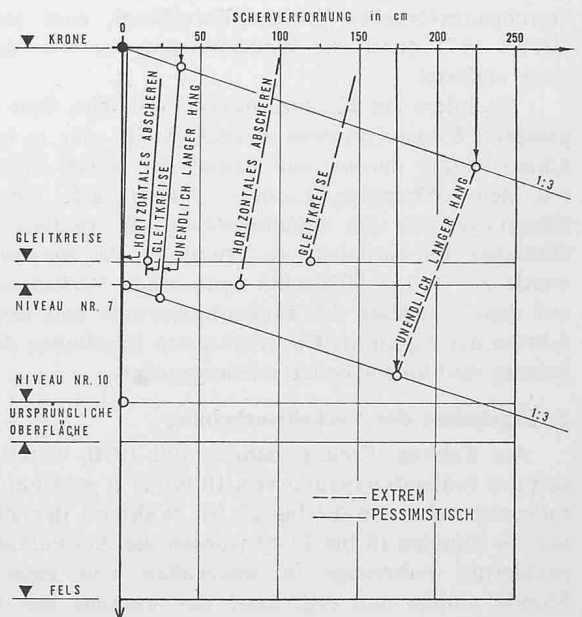 SCHERVERFORMUNG in cm
KRONE
0 50 100 150 200 250
HORIZONTALES ABSCHEREN
GLEITKREISE
UNENDLICH LANGER HANG
HORIZONTALES ABSCHEREN
GLEITKREISE
UNENDLICH LANGER HANG
1:3
GLEITKREISE
NIVEAU NR. 7
NIVEAU NR. 10
1:3
URSPRÜNGLICHE
OBERFLÄCHE
EXTREM
PESSIMISTISCH
FELS